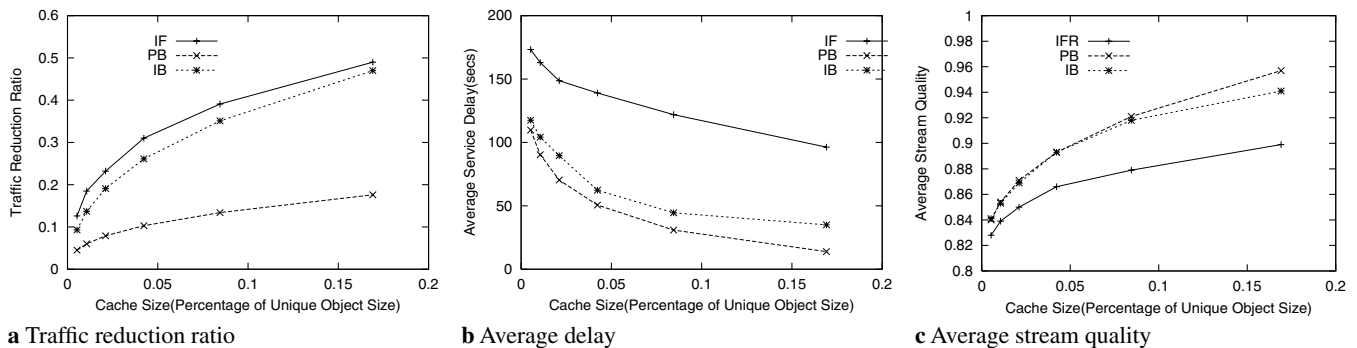 0.6
0.5
0.4
0.3
0.2
0.1
0
Traffic Reduction Ratio
IF
PB
IB
0 0.05 0.1 0.15 0.2
Cache Size(Percentage of Unique Object Size)
a Traffic reduction ratio
200
150
100
50
0
Average Service Delay(secs)
IF
PB
IB
0 0.05 0.1 0.15 0.2
Cache Size(Percentage of Unique Object Size)
b Average delay
1
0.98
0.96
0.94
0.92
0.9
0.88
0.86
0.84
0.82
0.8
Average Stream Quality
IFR
PB
IB
0 0.05 0.1 0.15 0.2
Cache Size(Percentage of Unique Object Size)
c Average stream quality